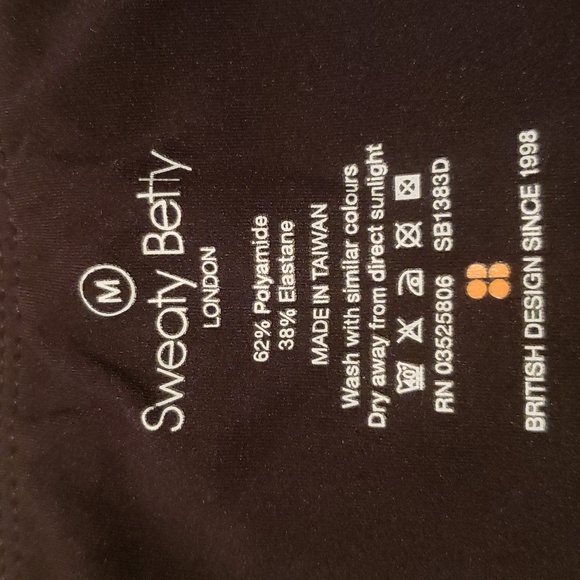 M
Sweaty Betty
LONDON
62% Polyamide
38% Elastane
MADE IN TAIWAN
Wash with similar colours
Dry away from direct sunlight
40
RN 03525806 SB1383D
BRITISH DESIGN SINCE 1998